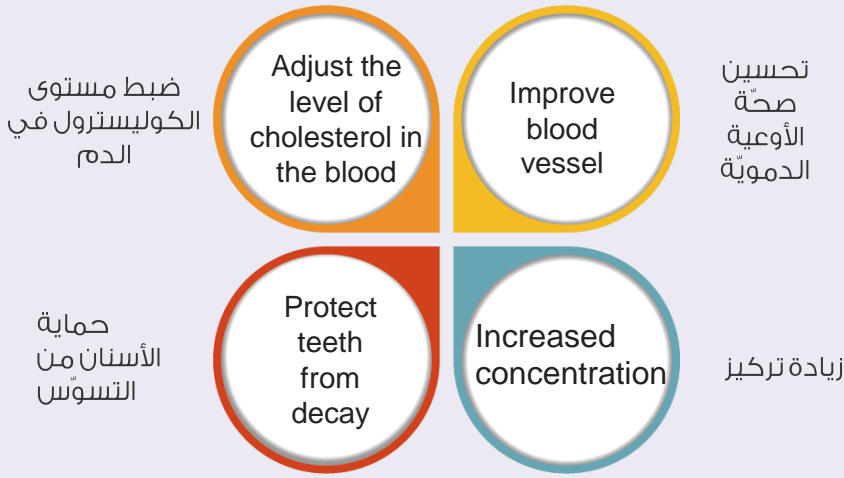 ضبط مستوى
الكوليسترول في
الدم
Adjust the
level of
cholesterol in
the blood
Improve
blood
vessel
تحسين
صحّة
الأوعية
الدمويّة
حماية
الأسنان من
التسوّس
Protect
teeth
from
decay
Increased
concentration
زيادة تركيز